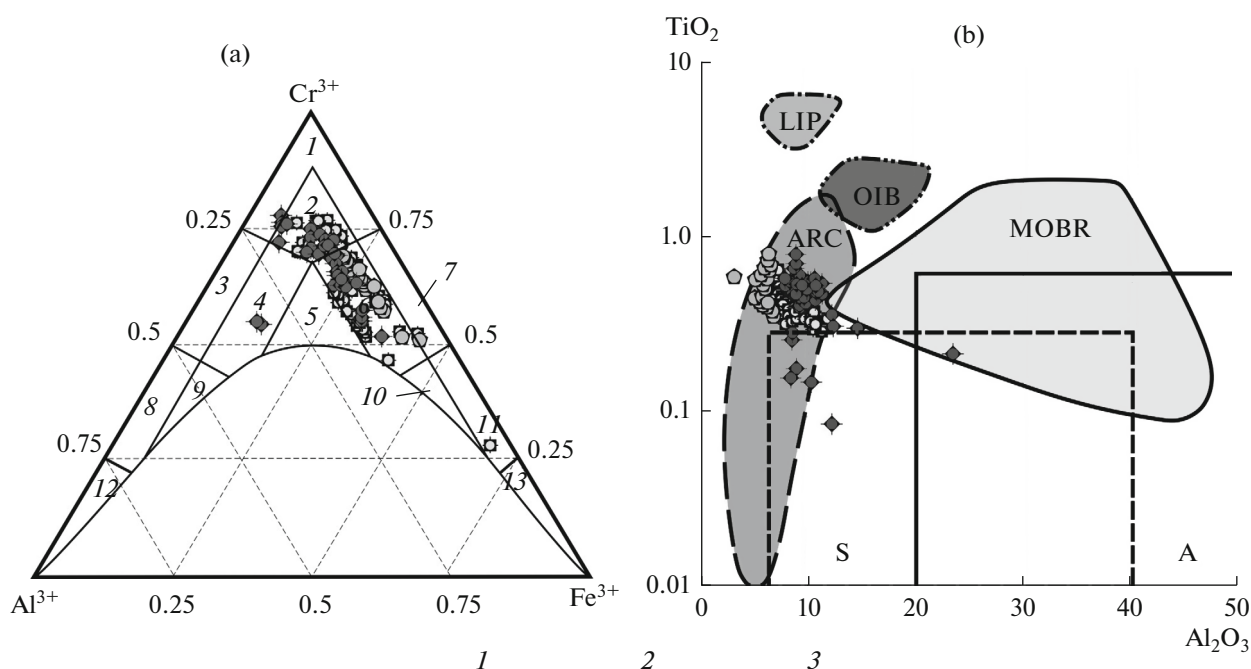 (a)
Cr³⁺
1
2
0.25
0.75
3
7
4
5
0.5
0.5
8
9
10
11
0.75
0.25
12
13
Al³⁺
0.25
0.5
0.75
Fe³⁺
TiO₂
(b)
10
LIP
OIB
1.0
ARC
MOBR
0.1
S
A
0.01
0
10
20
30
40
50
Al₂O₃
1 2 3